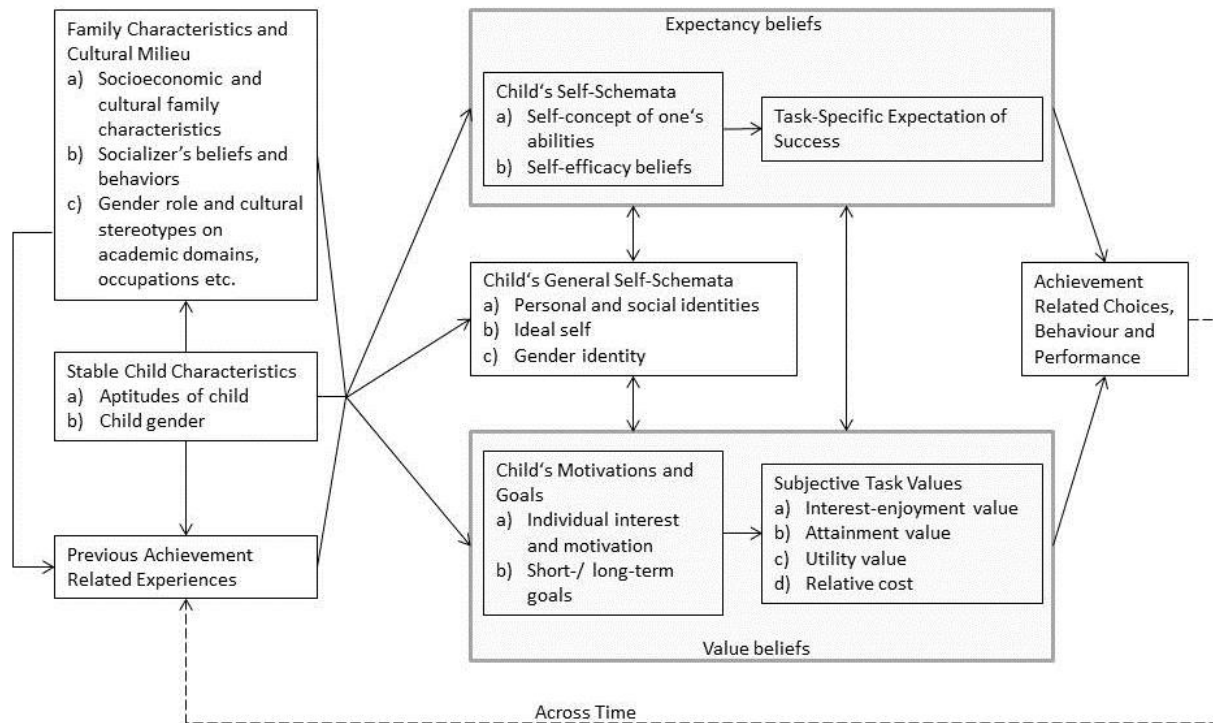 Family Characteristics and
Cultural Milieu
a) Socioeconomic and
cultural family
characteristics
b) Socializer's beliefs and
behaviors
c) Gender role and cultural
stereotypes on
academic domains,
occupations etc.
Stable Child Characteristics
a) Aptitudes of child
b) Child gender
Previous Achievement
Related Experiences
Expectancy beliefs
Child's Self-Schemata
a) Self-concept of one's
abilities
b) Self-efficacy beliefs
Task-Specific Expectation of
Success
Child's General Self-Schemata
a) Personal and social identities
b) Ideal self
c) Gender identity
Child's Motivations and
Goals
a) Individual interest
and motivation
b) Short-/ long-term
goals
Subjective Task Values
a) Interest-enjoyment value
b) Attainment value
c) Utility value
d) Relative cost
Value beliefs
Achievement
Related Choices,
Behaviour and
Performance
Across Time